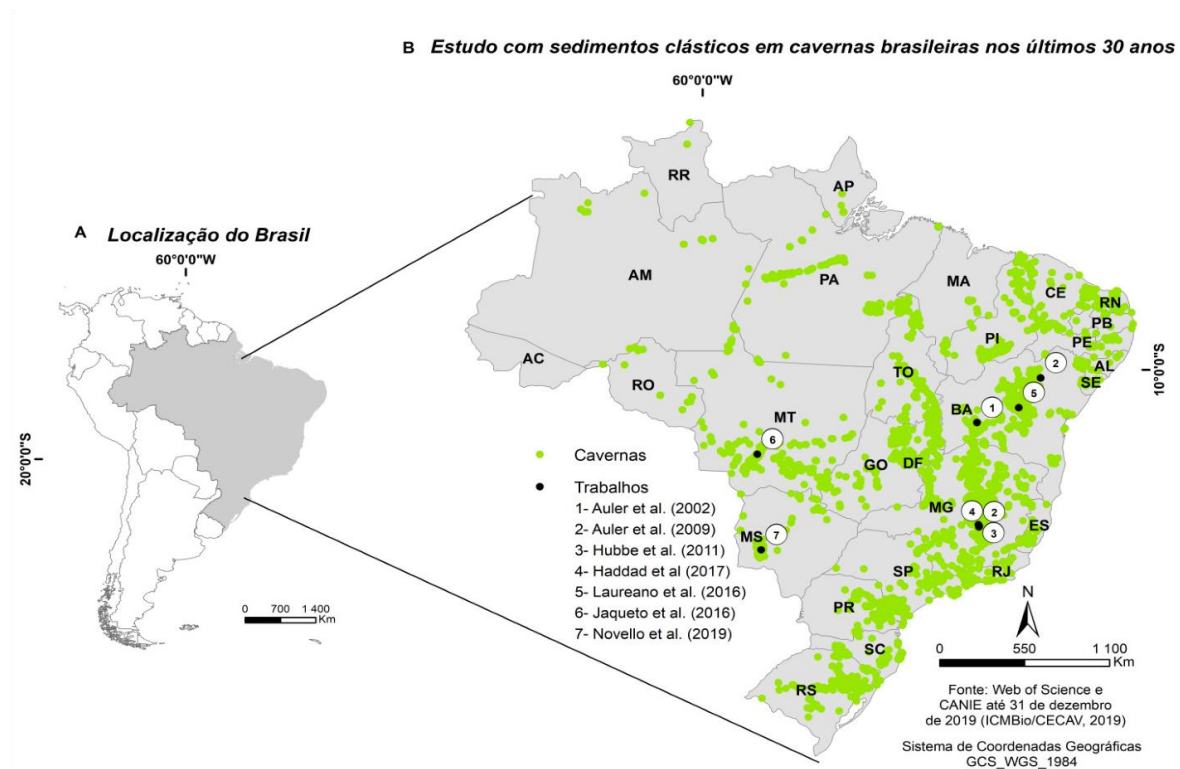 B Estudo com sedimentos clásticos em cavernas brasileiras nos últimos 30 anos
60°0'0"W
A Localização do Brasil
60°0'0"W
20°0'0"S
0 700 1 400
Km
RR
AP
AM
PA
MA
CE
RN
PB
PI
PE
AC
AL
TO
SE
RO
10°0'0"S
2
5
BA
1
MT
6
GO
DF
Cavernas
Trabalhos
1- Auler et al. (2002)
2- Auler et al. (2009)
3- Hubbe et al. (2011)
4- Haddad et al (2017)
5- Laureano et al. (2016)
6- Jaqueto et al. (2016)
7- Novello et al. (2019)
MG
4
2
3
ES
MS
7
SP
RJ
PR
SC
RS
N
0 550 1 100
Km
Fonte: Web of Science e
CANIE até 31 de dezembro
de 2019 (ICMBio/CECAV, 2019)
Sistema de Coordenadas Geográficas
GCS_WGS_1984